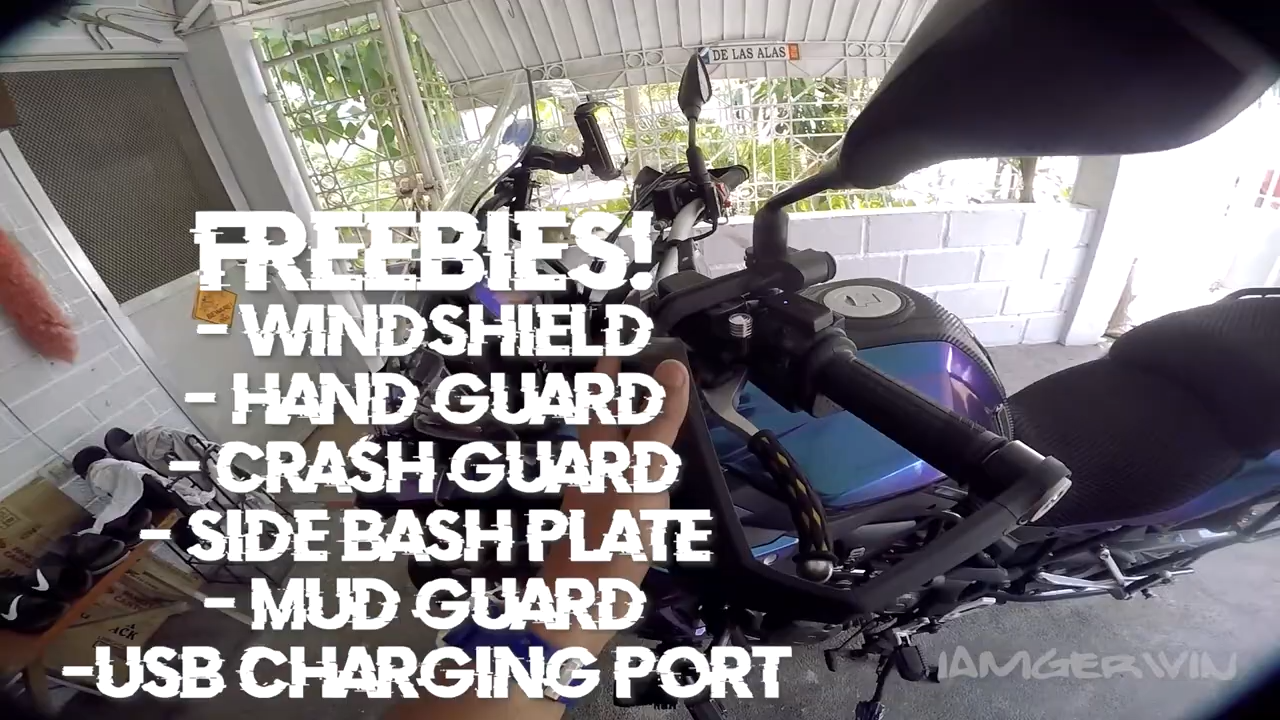 DE LAS ALAS
FREEBIES!
- WINDSHIELD
- HAND GUARD
- CRASH GUARD
- SIDE BASH PLATE
- MUD GUARD
-USB CHARGING PORT
IAMGERWIN